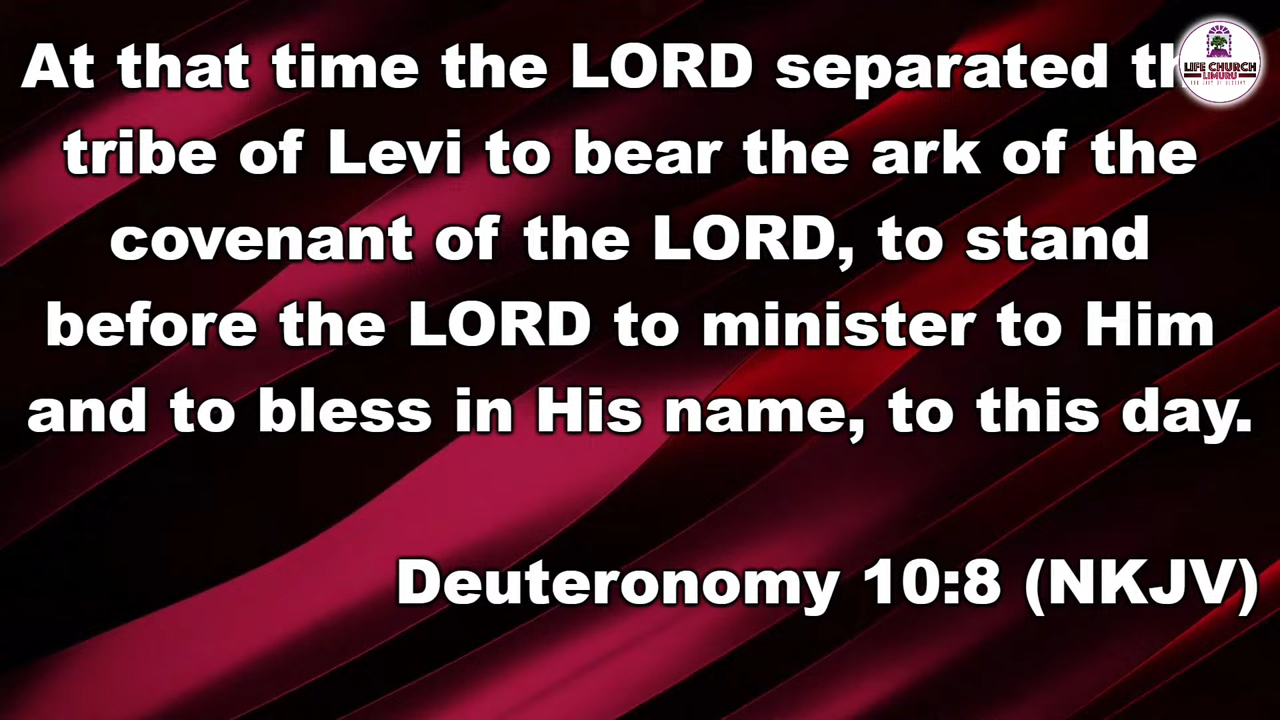 At that time the LORD separated th
tribe of Levi to bear the ark of the
covenant of the LORD, to stand
before the LORD to minister to Him
and to bless in His name, to this day.
Deuteronomy 10:8 (NKJV)
LIFE CHURCH
LIMURU